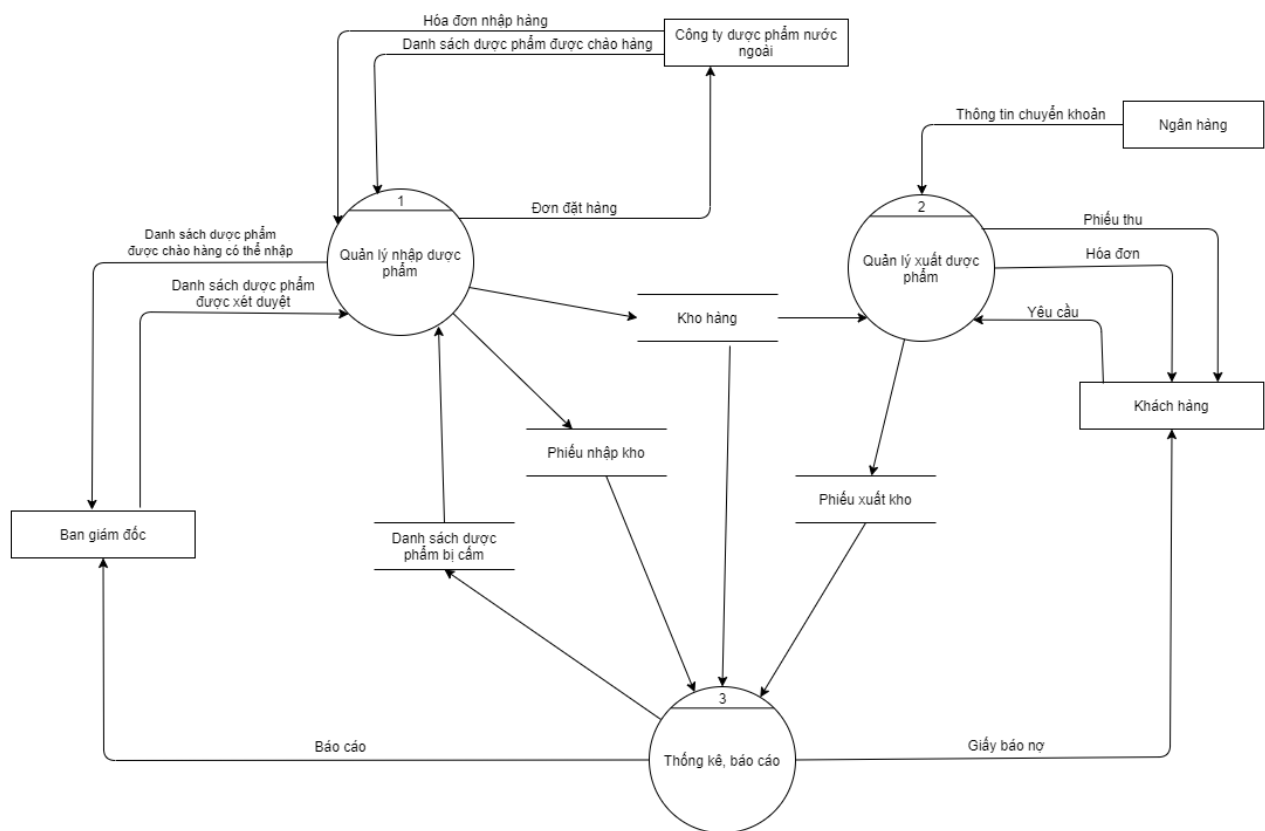 Hóa đơn nhập hàng
Danh sách dược phẩm được chào hàng
Công ty dược phẩm nước
ngoài
Thông tin chuyển khoản
Ngân hàng
1
Quản lý nhập dược
phẩm
Đơn đặt hàng
2
Quản lý xuất dược
phẩm
Phiếu thu
Hóa đơn
Yêu cầu
Danh sách dược phẩm
được chào hàng có thể nhập
Danh sách dược phẩm
được xét duyệt
Kho hàng
Khách hàng
Phiếu nhập kho
Phiếu xuất kho
Ban giám đốc
Danh sách dược
phẩm bị cấm
3
Thống kê, báo cáo
Báo cáo
Giấy báo nợ